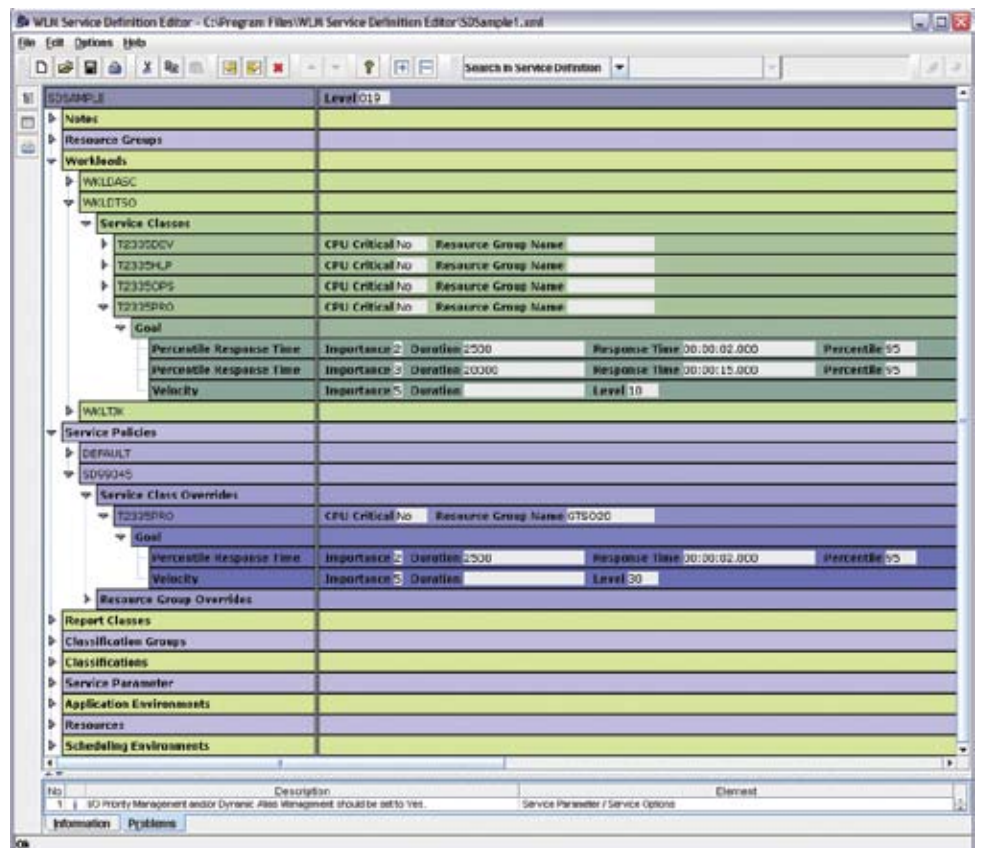 WLM Service Definition Editor - C:\Program Files\WLM Service Definition Editor\SDSample1.xml
File Edit Options Help
Search in Service Definition
SDSAMPLE Level 019
Notes
Resource Groups
Workloads
WKLDASC
WKLDTSO
Service Classes
T2335DEV CPU Critical No Resource Group Name
T2335HLP CPU Critical No Resource Group Name
T2335OPS CPU Critical No Resource Group Name
T2335PRO CPU Critical No Resource Group Name
Goal
Percentile Response Time Importance 2 Duration 2500 Response Time 00:00:02.000 Percentile 95
Percentile Response Time Importance 3 Duration 20000 Response Time 00:00:15.000 Percentile 95
Velocity Importance 5 Duration Level 10
Service Policies
DEFAULT
SD99045
Service Class Overrides
T2335PRO CPU Critical No Resource Group Name GTSO20
Goal
Percentile Response Time Importance 2 Duration 2500 Response Time 00:00:02.000 Percentile 95
Velocity Importance 5 Duration Level 30
Resource Group Overrides
Report Classes
Classification Groups
Classifications
Service Parameter
Application Environments
Resources
Scheduling Environments
No Description Element
1 i I/O Priority Management and/or Dynamic Alias Management should be set to Yes. Service Parameter / Service Options
Information Problems
Ok